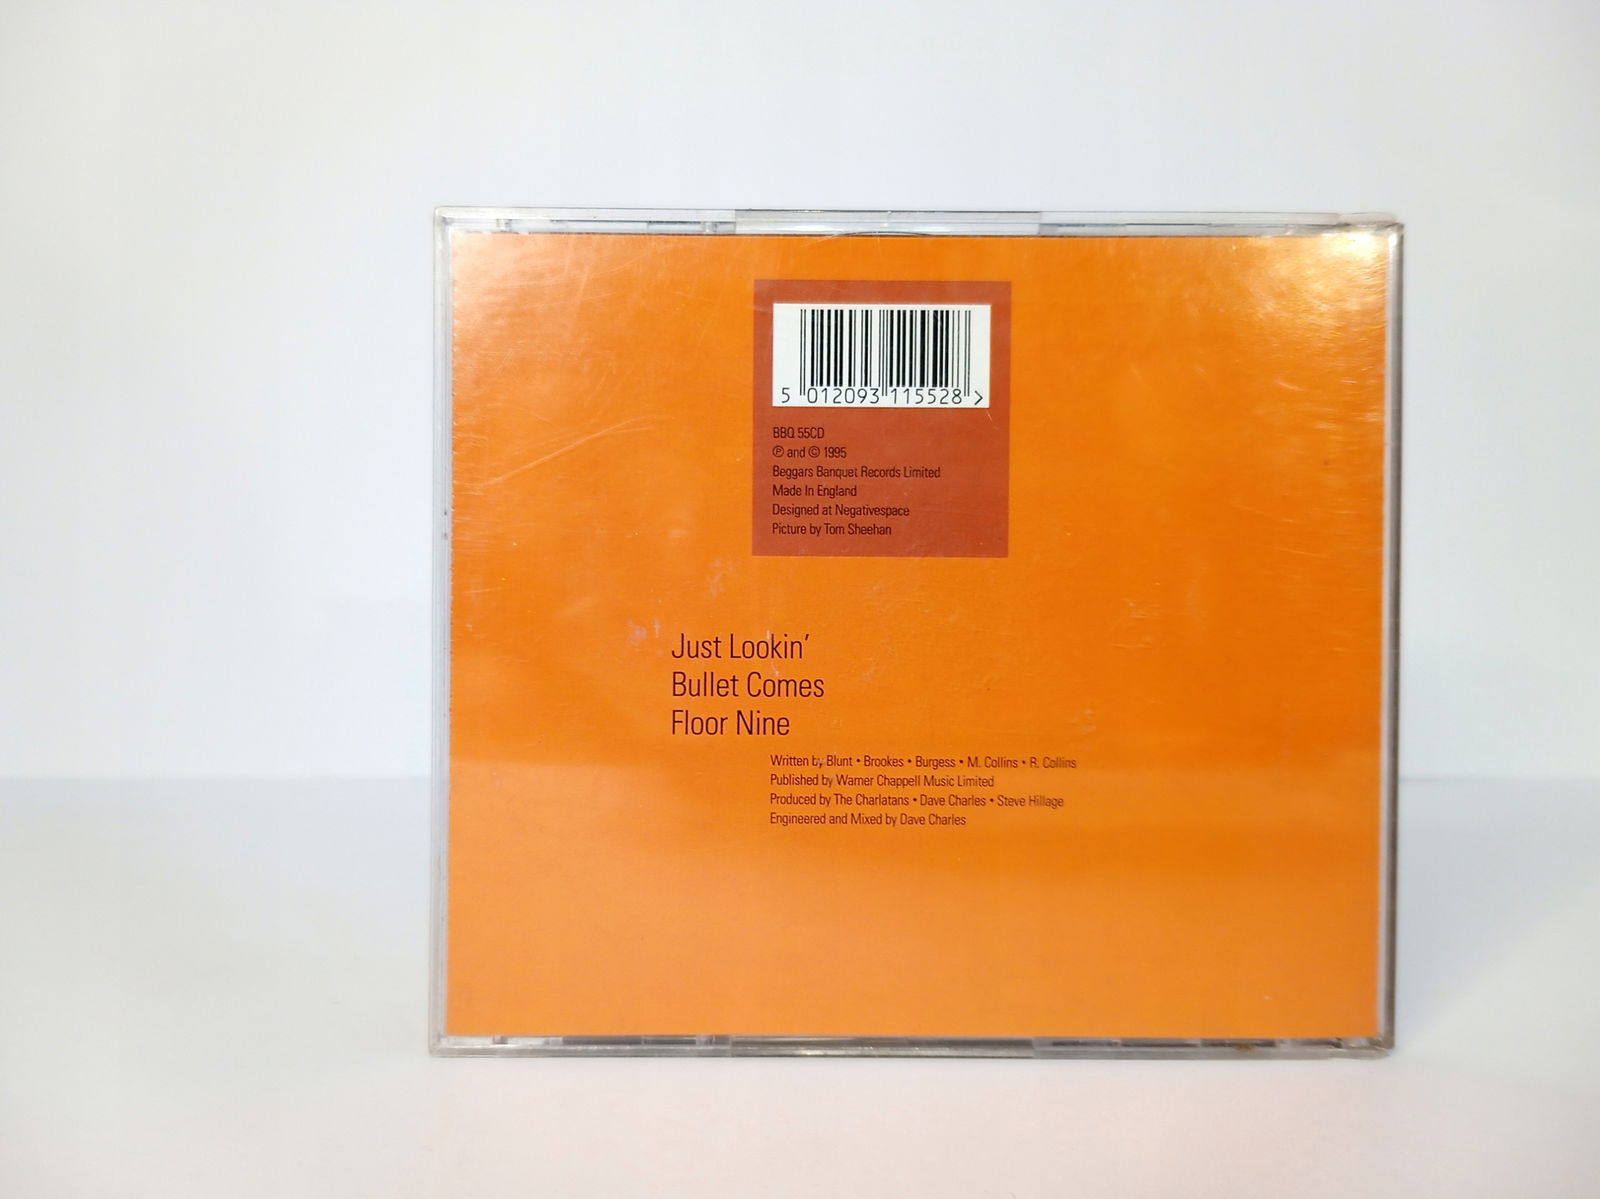 5 012093 115528 >
BBQ 55CD
℗ and © 1995
Beggars Banquet Records Limited
Made In England
Designed at Negativespace
Picture by Tom Sheehan
Just Lookin’
Bullet Comes
Floor Nine
Written by Blunt • Brookes • Burgess • M. Collins • R. Collins
Published by Warner Chappell Music Limited
Produced by The Charlatans • Dave Charles • Steve Hillage
Engineered and Mixed by Dave Charles